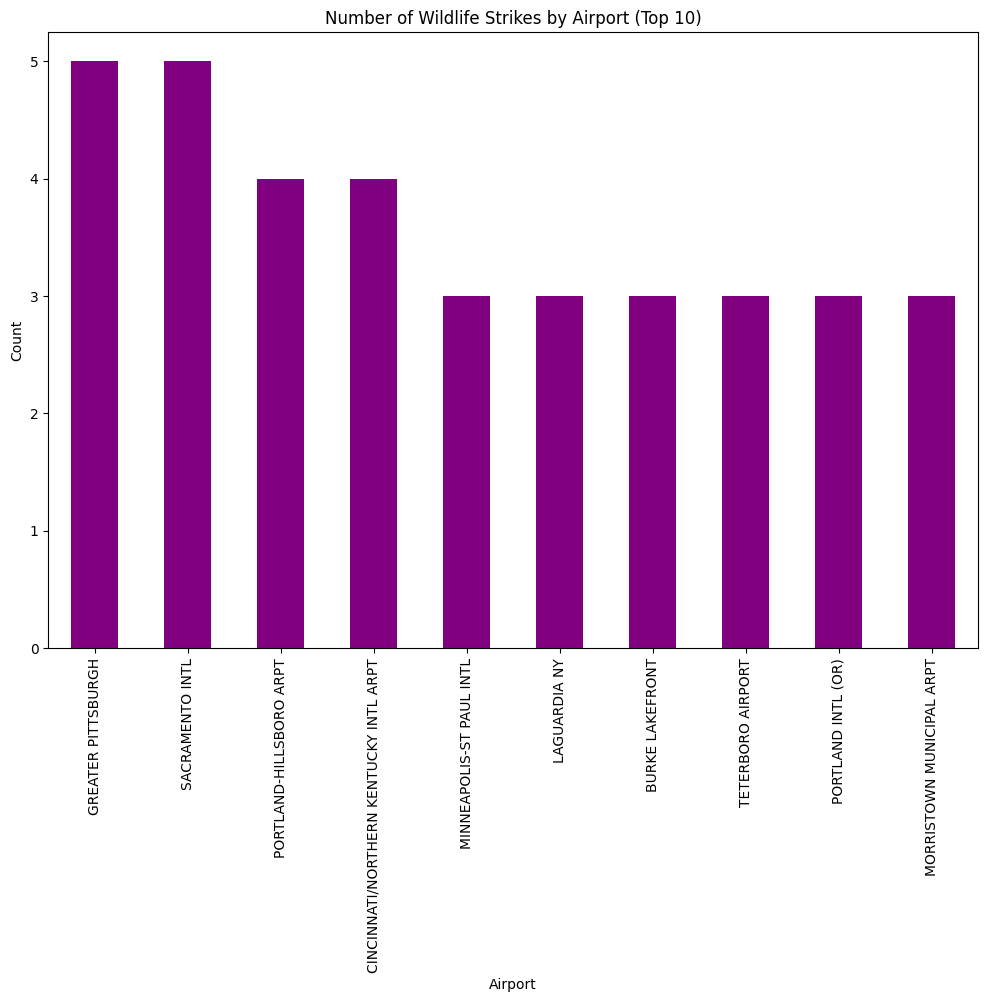 Number of Wildlife Strikes by Airport (Top 10)
Count
5
4
3
2
1
0
GREATER PITTSBURGH
SACRAMENTO INTL
PORTLAND-HILLSBORO ARPT
CINCINNATI/NORTHERN KENTUCKY INTL ARPT
MINNEAPOLIS-ST PAUL INTL
LAGUARDIA NY
BURKE LAKEFRONT
TETERBORO AIRPORT
PORTLAND INTL (OR)
MORRISTOWN MUNICIPAL ARPT
Airport